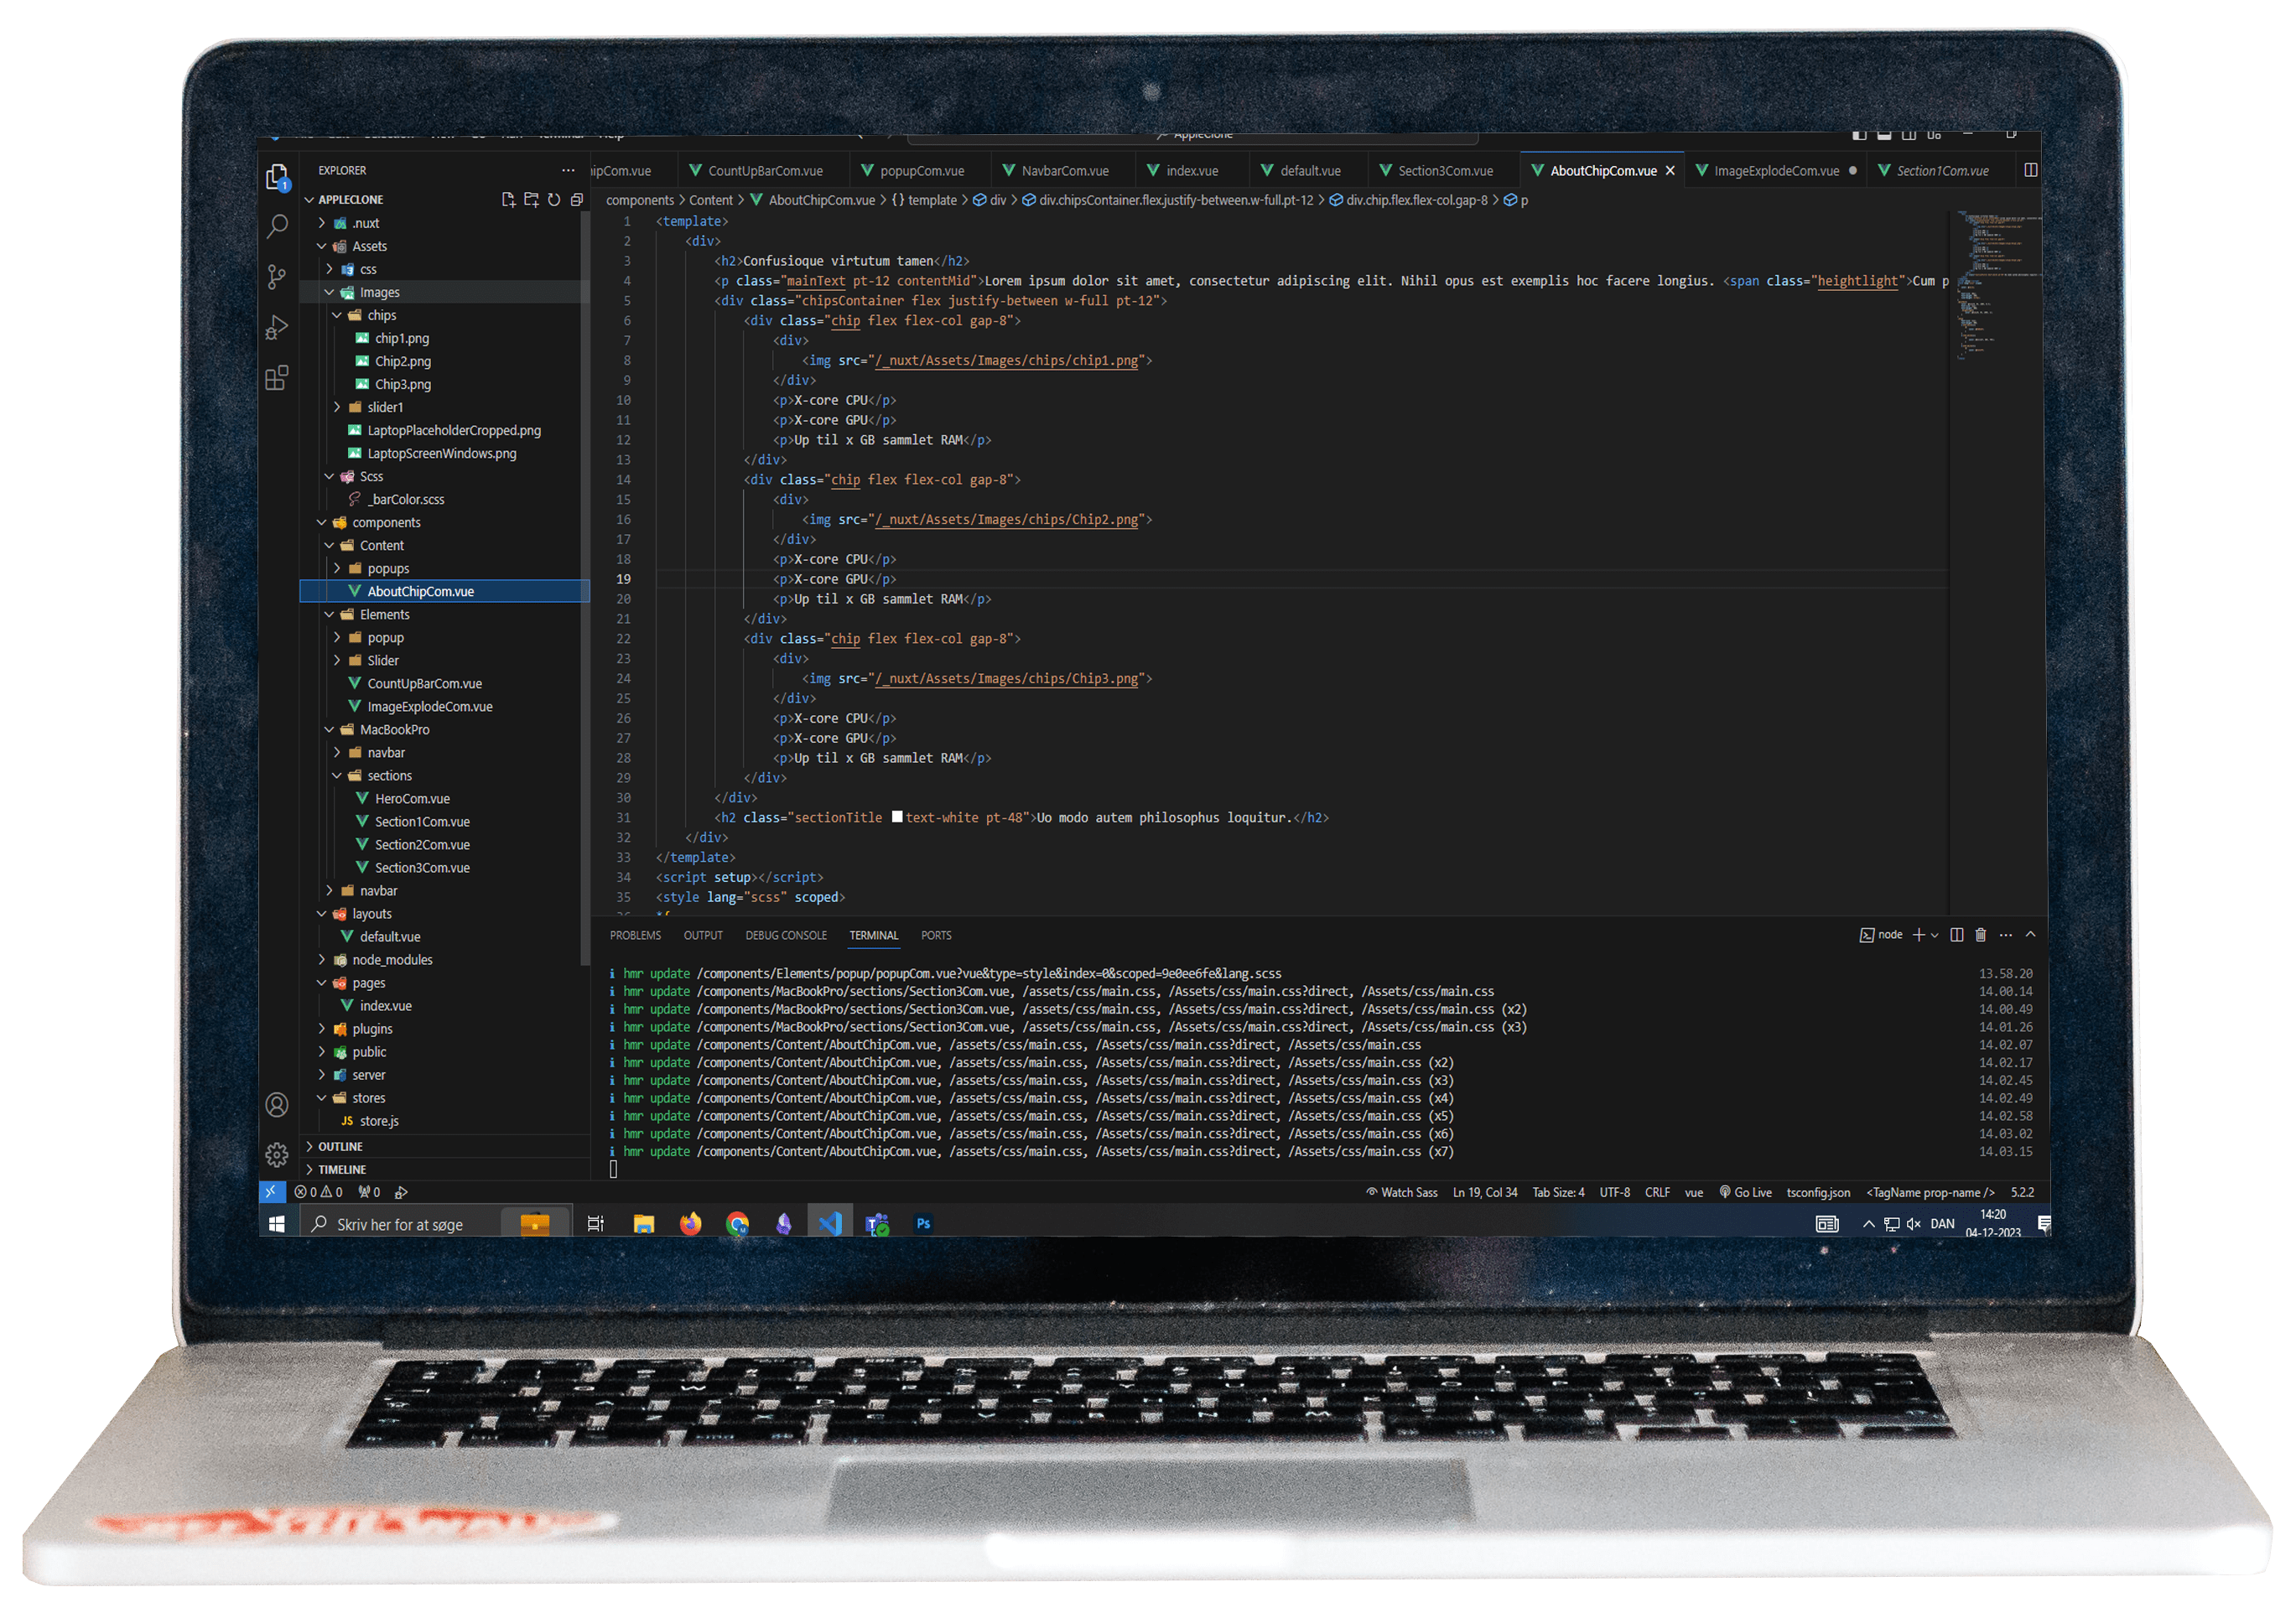 AppleClone
EXPLORER
ipCom.vue CountUpBarCom.vue popupCom.vue NavbarCom.vue index.vue default.vue Section3Com.vue AboutChipCom.vue ImageExplodeCom.vue Section1Com.vue
components > Content > AboutChipCom.vue > {} template > div > div.chipsContainer.flex.justify-between.w-full.pt-12 > div.chip.flex.flex-col.gap-8 > p
1
APPLECLONE
.nuxt
Assets
css
Images
chips
chip1.png
Chip2.png
Chip3.png
slider1
LaptopPlaceholderCropped.png
LaptopScreenWindows.png
Scss
_barColor.scss
components
Content
popups
AboutChipCom.vue
Elements
popup
Slider
CountUpBarCom.vue
ImageExplodeCom.vue
MacBookPro
navbar
sections
HeroCom.vue
Section1Com.vue
Section2Com.vue
Section3Com.vue
navbar
layouts
default.vue
node_modules
pages
index.vue
plugins
public
server
stores
JS store.js
OUTLINE
TIMELINE
1 <template>
2 <div>
3 <h2>Confusioque virtutum tamen</h2>
4 <p class="mainText pt-12 contentMid">Lorem ipsum dolor sit amet, consectetur adipiscing elit. Nihil opus est exemplis hoc facere longius. <span class="heightlight">Cum p
5 <div class="chipsContainer flex justify-between w-full pt-12">
6 <div class="chip flex flex-col gap-8">
7 <div>
8 <img src="/_nuxt/Assets/Images/chips/chip1.png">
9 </div>
10 <p>X-core CPU</p>
11 <p>X-core GPU</p>
12 <p>Up til x GB sammlet RAM</p>
13 </div>
14 <div class="chip flex flex-col gap-8">
15 <div>
16 <img src="/_nuxt/Assets/Images/chips/Chip2.png">
17 </div>
18 <p>X-core CPU</p>
19 <p>X-core GPU</p>
20 <p>Up til x GB sammlet RAM</p>
21 </div>
22 <div class="chip flex flex-col gap-8">
23 <div>
24 <img src="/_nuxt/Assets/Images/chips/Chip3.png">
25 </div>
26 <p>X-core CPU</p>
27 <p>X-core GPU</p>
28 <p>Up til x GB sammlet RAM</p>
29 </div>
30 </div>
31 <h2 class="sectionTitle text-white pt-48">Uo modo autem philosophus loquitur.</h2>
32 </div>
33 </template>
34 <script setup></script>
35 <style lang="scss" scoped>
PROBLEMS OUTPUT DEBUG CONSOLE TERMINAL PORTS node
i hmr update /components/Elements/popup/popupCom.vue?vue&type=style&index=0&scoped=9e0ee6fe&lang.scss 13.58.20
i hmr update /components/MacBookPro/sections/Section3Com.vue, /assets/css/main.css, /Assets/css/main.css?direct, /Assets/css/main.css 14.00.14
i hmr update /components/MacBookPro/sections/Section3Com.vue, /assets/css/main.css, /Assets/css/main.css?direct, /Assets/css/main.css (x2) 14.00.49
i hmr update /components/MacBookPro/sections/Section3Com.vue, /assets/css/main.css, /Assets/css/main.css?direct, /Assets/css/main.css (x3) 14.01.26
i hmr update /components/Content/AboutChipCom.vue, /assets/css/main.css, /Assets/css/main.css?direct, /Assets/css/main.css 14.02.07
i hmr update /components/Content/AboutChipCom.vue, /assets/css/main.css, /Assets/css/main.css?direct, /Assets/css/main.css (x2) 14.02.17
i hmr update /components/Content/AboutChipCom.vue, /assets/css/main.css, /Assets/css/main.css?direct, /Assets/css/main.css (x3) 14.02.45
i hmr update /components/Content/AboutChipCom.vue, /assets/css/main.css, /Assets/css/main.css?direct, /Assets/css/main.css (x4) 14.02.49
i hmr update /components/Content/AboutChipCom.vue, /assets/css/main.css, /Assets/css/main.css?direct, /Assets/css/main.css (x5) 14.02.58
i hmr update /components/Content/AboutChipCom.vue, /assets/css/main.css, /Assets/css/main.css?direct, /Assets/css/main.css (x6) 14.03.02
i hmr update /components/Content/AboutChipCom.vue, /assets/css/main.css, /Assets/css/main.css?direct, /Assets/css/main.css (x7) 14.03.15
0 0 0 Watch Sass Ln 19, Col 34 Tab Size: 4 UTF-8 CRLF vue Go Live tsconfig.json <TagName prop-name /> 5.2.2
Skriv her for at søge Ps DAN 14:20
04-12-2023